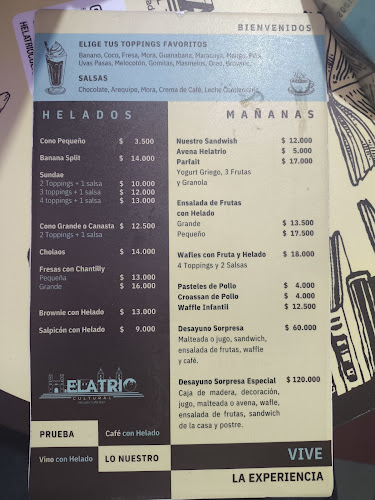 BIENVENIDOS
ELIGE TUS TOPPINGS FAVORITOS
Banano, Coco, Fresa, Mora, Guanabana, Maracuya, Mango, Piña,
Uvas Pasas, Melocotón, Gomitas, Masmelos, Oreo, Brownie.
SALSAS
Chocolate, Arequipe, Mora, Crema de Café, Leche Condensada.
HELADOS
Cono Pequeño $ 3.500
Banana Split $ 14.000
Sundae
2 Toppings + 1 salsa $ 10.000
3 toppings + 1 salsa $ 12.000
4 toppings + 1 salsa $ 13.000
Cono Grande o Canasta $ 12.500
2 Toppings + 1 salsa
Cholaos $ 14.000
Fresas con Chantilly
Pequeña $ 13.000
Grande $ 16.000
Brownie con Helado $ 13.000
Salpicón con Helado $ 9.000
ELATRIO
CULTURAL
PRUEBA
Café con Helado
Vino con Helado
LO NUESTRO
MAÑANAS
Nuestro Sandwish $ 12.000
Avena Helatrio $ 5.000
Parfait $ 17.000
Yogurt Griego, 3 Frutas
y Granola
Ensalada de Frutas
con Helado
Grande $ 13.500
Pequeño $ 17.500
Wafles con Fruta y Helado $ 18.000
4 Toppings y 2 Salsas
Pasteles de Pollo $ 4.000
Croassan de Pollo $ 4.000
Waffle Infantil $ 12.500
Desayuno Sorpresa $ 60.000
Malteada o jugo, sandwich,
ensalada de frutas, waffle
y café.
Desayuno Sorpresa Especial $ 120.000
Caja de madera, decoración,
jugo, malteada o avena, wafle,
ensalada de frutas, sandwich
de la casa y postre.
VIVE
LA EXPERIENCIA